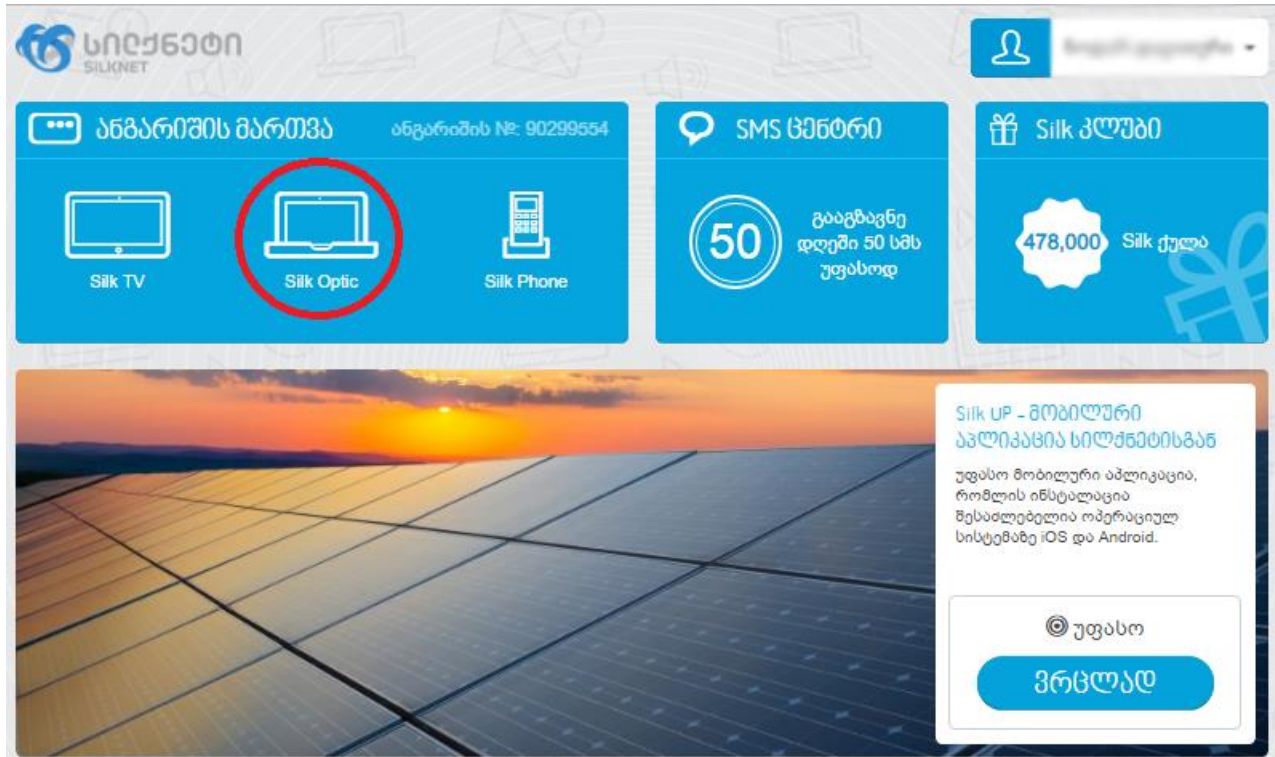 სილქნეტი
SILKNET
ანგარიშის მართვა
ანგარიშის №: 90299554
Silk TV
Silk Optic
Silk Phone
SMS ცენტრი
50
გააგზავნე
დღეში 50 სმს
უფასოდ
Silk კლუბი
478,000
Silk ქულა
Silk UP - მობილური
აპლიკაცია სილქნეტისგან
უფასო მობილური აპლიკაცია,
რომლის ინსტალაცია
შესაძლებელია ოპერაციულ
სისტემაზე iOS და Android.
უფასო
ვრცლად